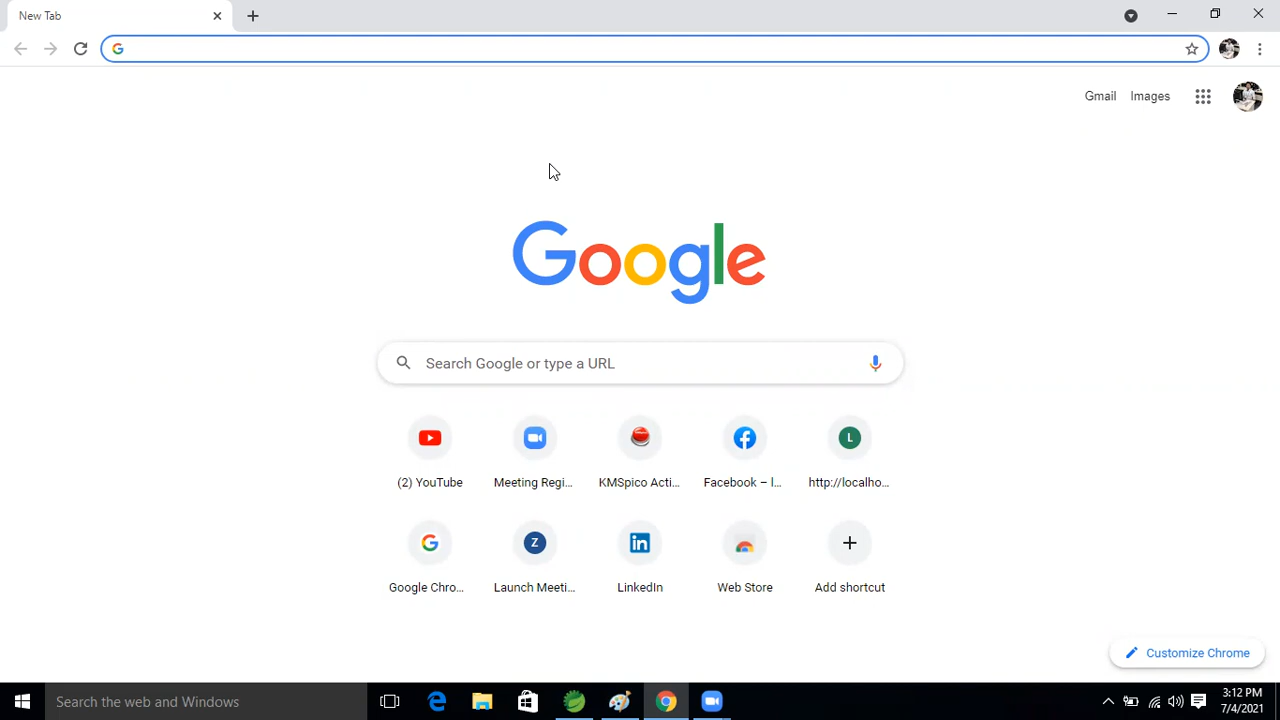 New Tab
Gmail Images
Google
Search Google or type a URL
(2) YouTube
Meeting Regi...
KMSpico Acti...
Facebook – l...
http://localho...
L
Google Chro...
Z
Launch Meeti...
LinkedIn
Web Store
Add shortcut
Customize Chrome
Search the web and Windows
3:12 PM
7/4/2021